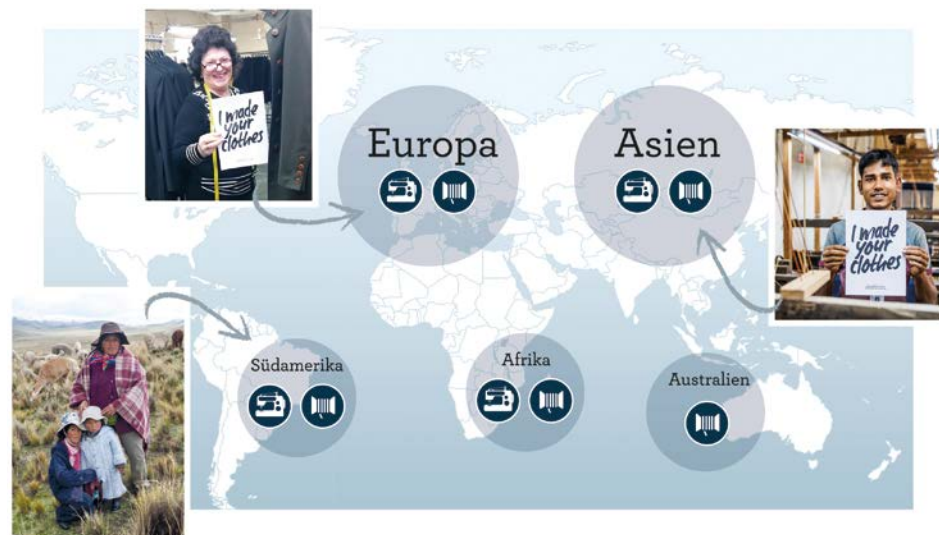 I made
your
clothes
Europa
Asien
I made
your
clothes
Südamerika
Afrika
Australien